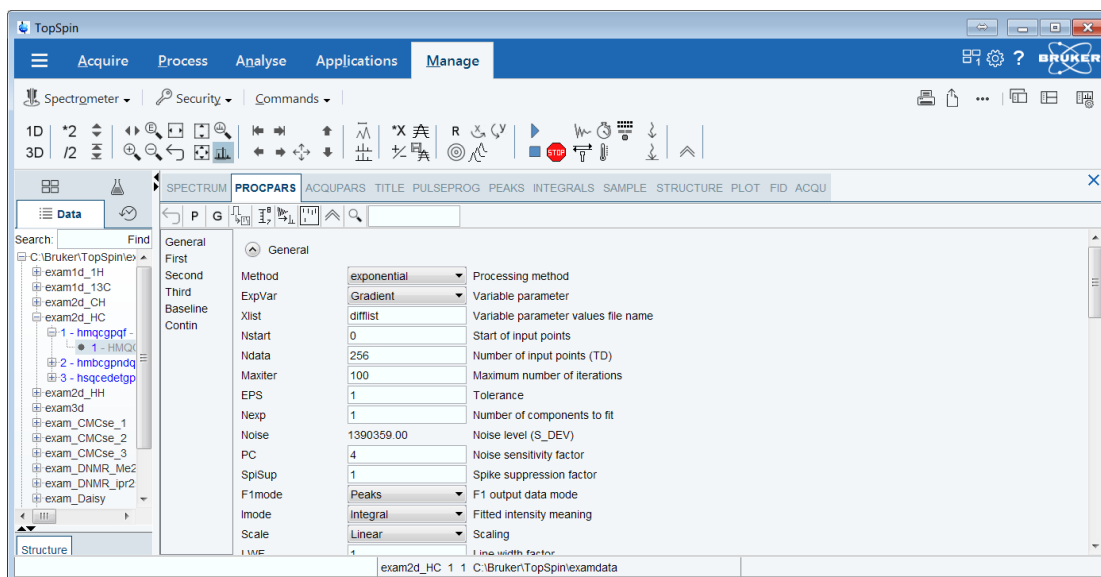 TopSpin
Acquire Process Analyse Applications Manage
BRUKER
Spectrometer Security Commands
1D *2 *X R
3D /2 STOP
SPECTRUM PROCPARS ACQUPARS TITLE PULSEPROG PEAKS INTEGRALS SAMPLE STRUCTURE PLOT FID ACQU
Data
P G
Search: Find
C:\Bruker\TopSpin\ex
exam1d_1H
exam1d_13C
exam2d_CH
exam2d_HC
1 - hmqcgpqf -
1 - HMQC
2 - hmbcgpndq
3 - hsqcedetgp
exam2d_HH
exam3d
exam_CMCse_1
exam_CMCse_2
exam_CMCse_3
exam_DNMR_Me2
exam_DNMR_ipr2
exam_Daisy
Structure
General
First
Second
Third
Baseline
Contin
General
Method exponential Processing method
ExpVar Gradient Variable parameter
Xlist difflist Variable parameter values file name
Nstart 0 Start of input points
Ndata 256 Number of input points (TD)
Maxiter 100 Maximum number of iterations
EPS 1 Tolerance
Nexp 1 Number of components to fit
Noise 1390359.00 Noise level (S_DEV)
PC 4 Noise sensitivity factor
SpiSup 1 Spike suppression factor
F1mode Peaks F1 output data mode
Imode Integral Fitted intensity meaning
Scale Linear Scaling
LWF 1 Line width factor
exam2d_HC 1 1 C:\Bruker\TopSpin\examdata